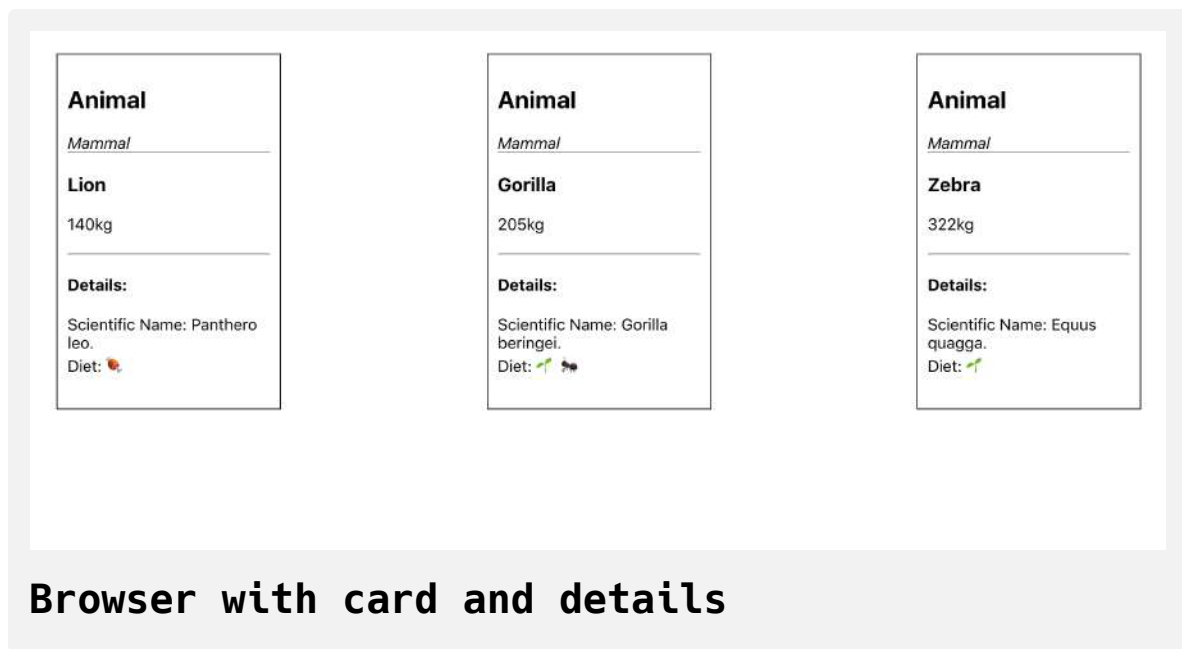 Animal
Mammal
Lion
140kg
Details:
Scientific Name: Panthero
leo.
Diet: 🍖
Animal
Mammal
Gorilla
205kg
Details:
Scientific Name: Gorilla
beringei.
Diet: 🌱 🐜
Animal
Mammal
Zebra
322kg
Details:
Scientific Name: Equus
quagga.
Diet: 🌱
Browser with card and details